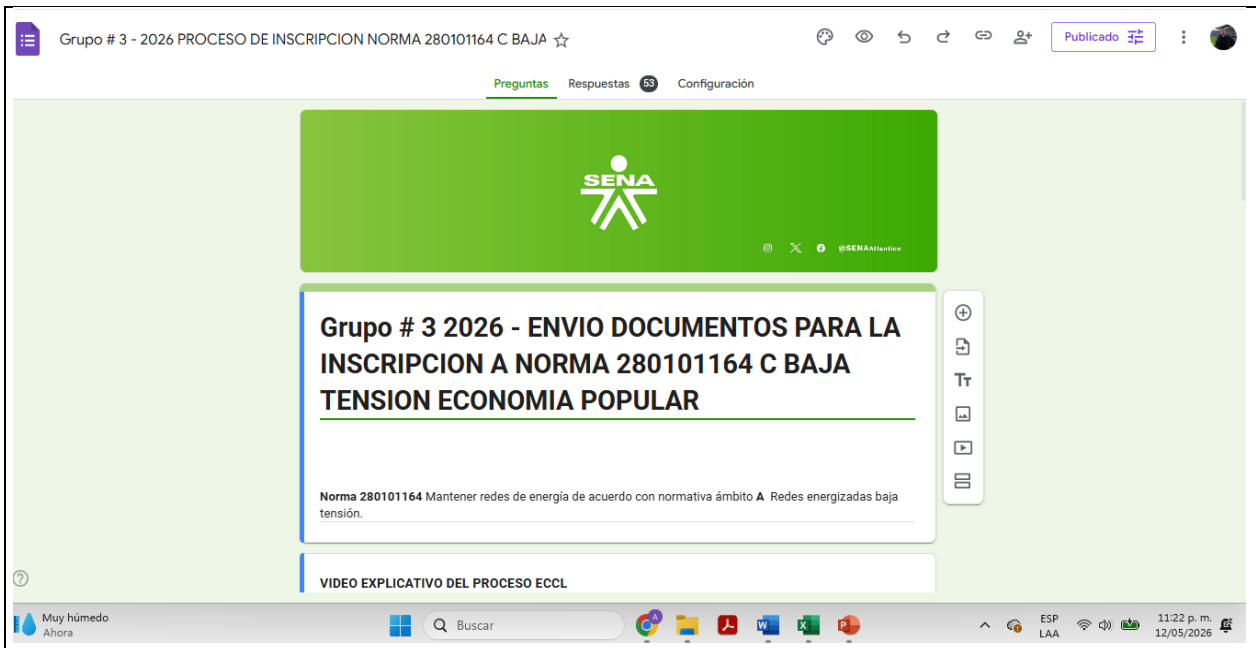 Grupo # 3 - 2026 PROCESO DE INSCRIPCION NORMA 280101164 C BAJA
Publicado
Preguntas Respuestas 53 Configuración
SENA
@SENAAtlantico
Grupo # 3 2026 - ENVIO DOCUMENTOS PARA LA
INSCRIPCION A NORMA 280101164 C BAJA
TENSION ECONOMIA POPULAR
Norma 280101164 Mantener redes de energía de acuerdo con normativa ámbito A Redes energizadas baja
tensión.
VIDEO EXPLICATIVO DEL PROCESO ECCL
Muy húmedo
Ahora
Buscar
ESP
LAA
11:22 p. m.
12/05/2026